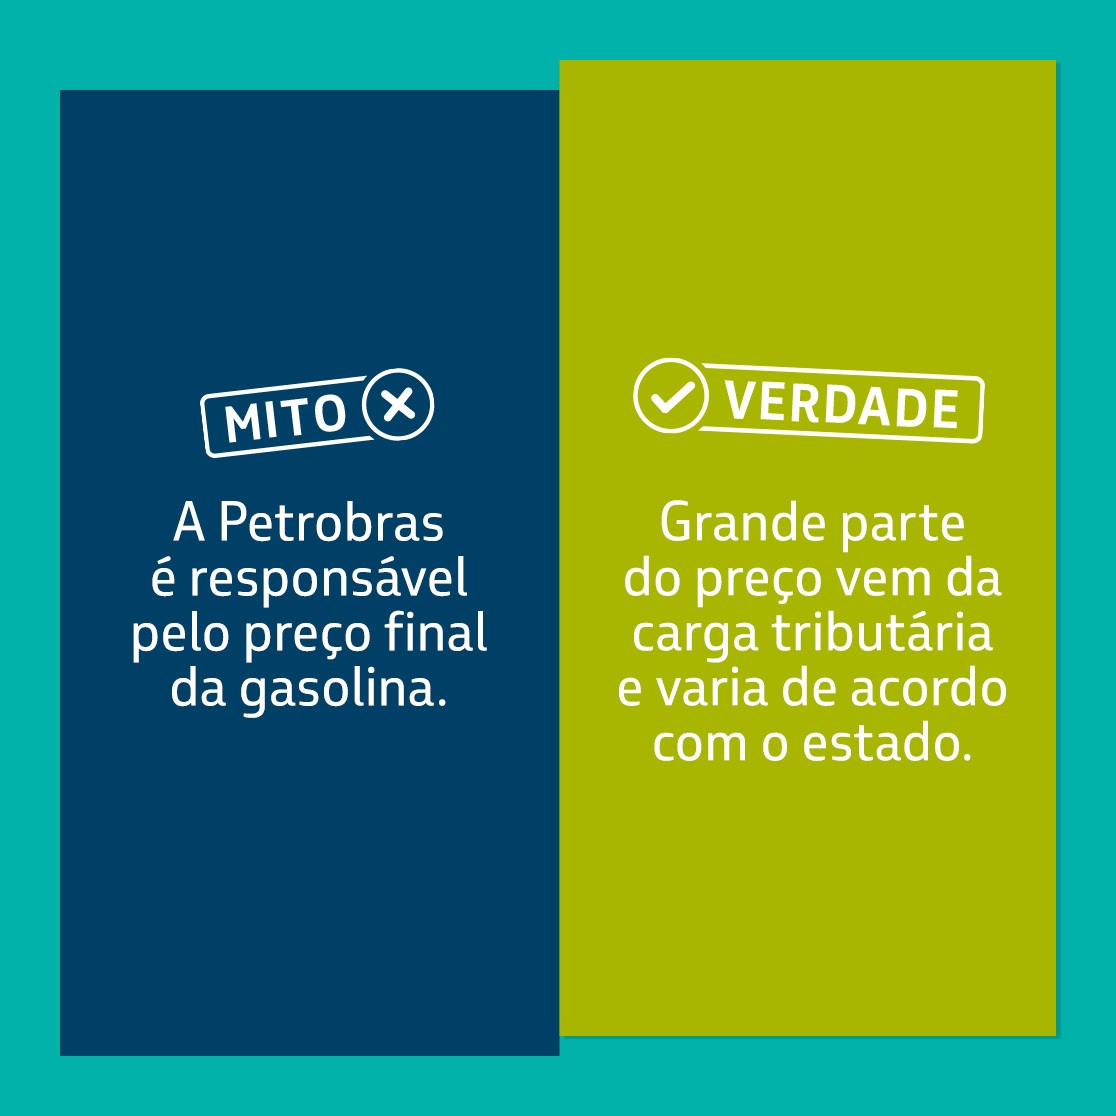 MITO
A Petrobras
é responsável
pelo preço final
da gasolina.
VERDADE
Grande parte
do preço vem da
carga tributária
e varia de acordo
com o estado.